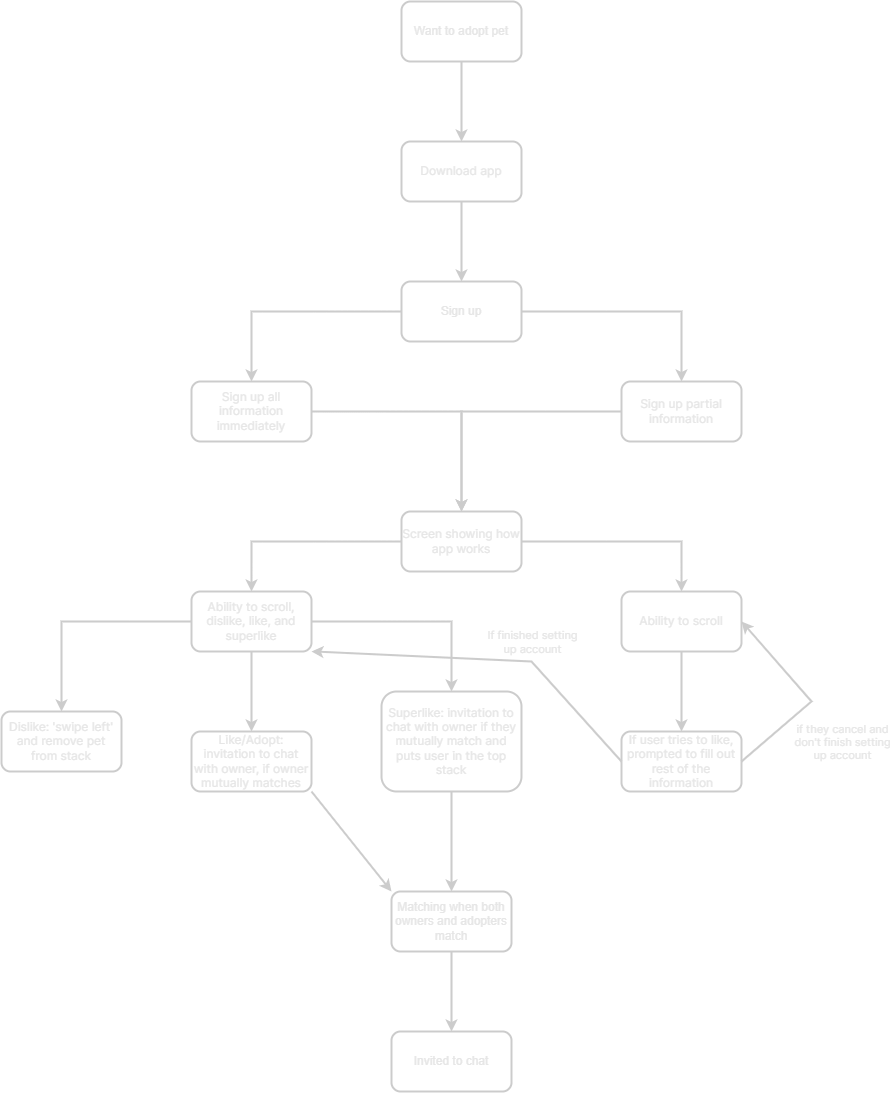 Want to adopt pet
Download app
Sign up
Sign up all
information
immediately
Sign up partial
information
Screen showing how
app works
Ability to scroll,
dislike, like, and
superlike
Ability to scroll
If finished setting
up account
Dislike: 'swipe left'
and remove pet
from stack
Like/Adopt:
invitation to chat
with owner, if owner
mutually matches
Superlike: invitation to
chat with owner if they
mutually match and
puts user in the top
stack
If user tries to like,
prompted to fill out
rest of the
information
if they cancel and
don't finish setting
up account
Matching when both
owners and adopters
match
Invited to chat